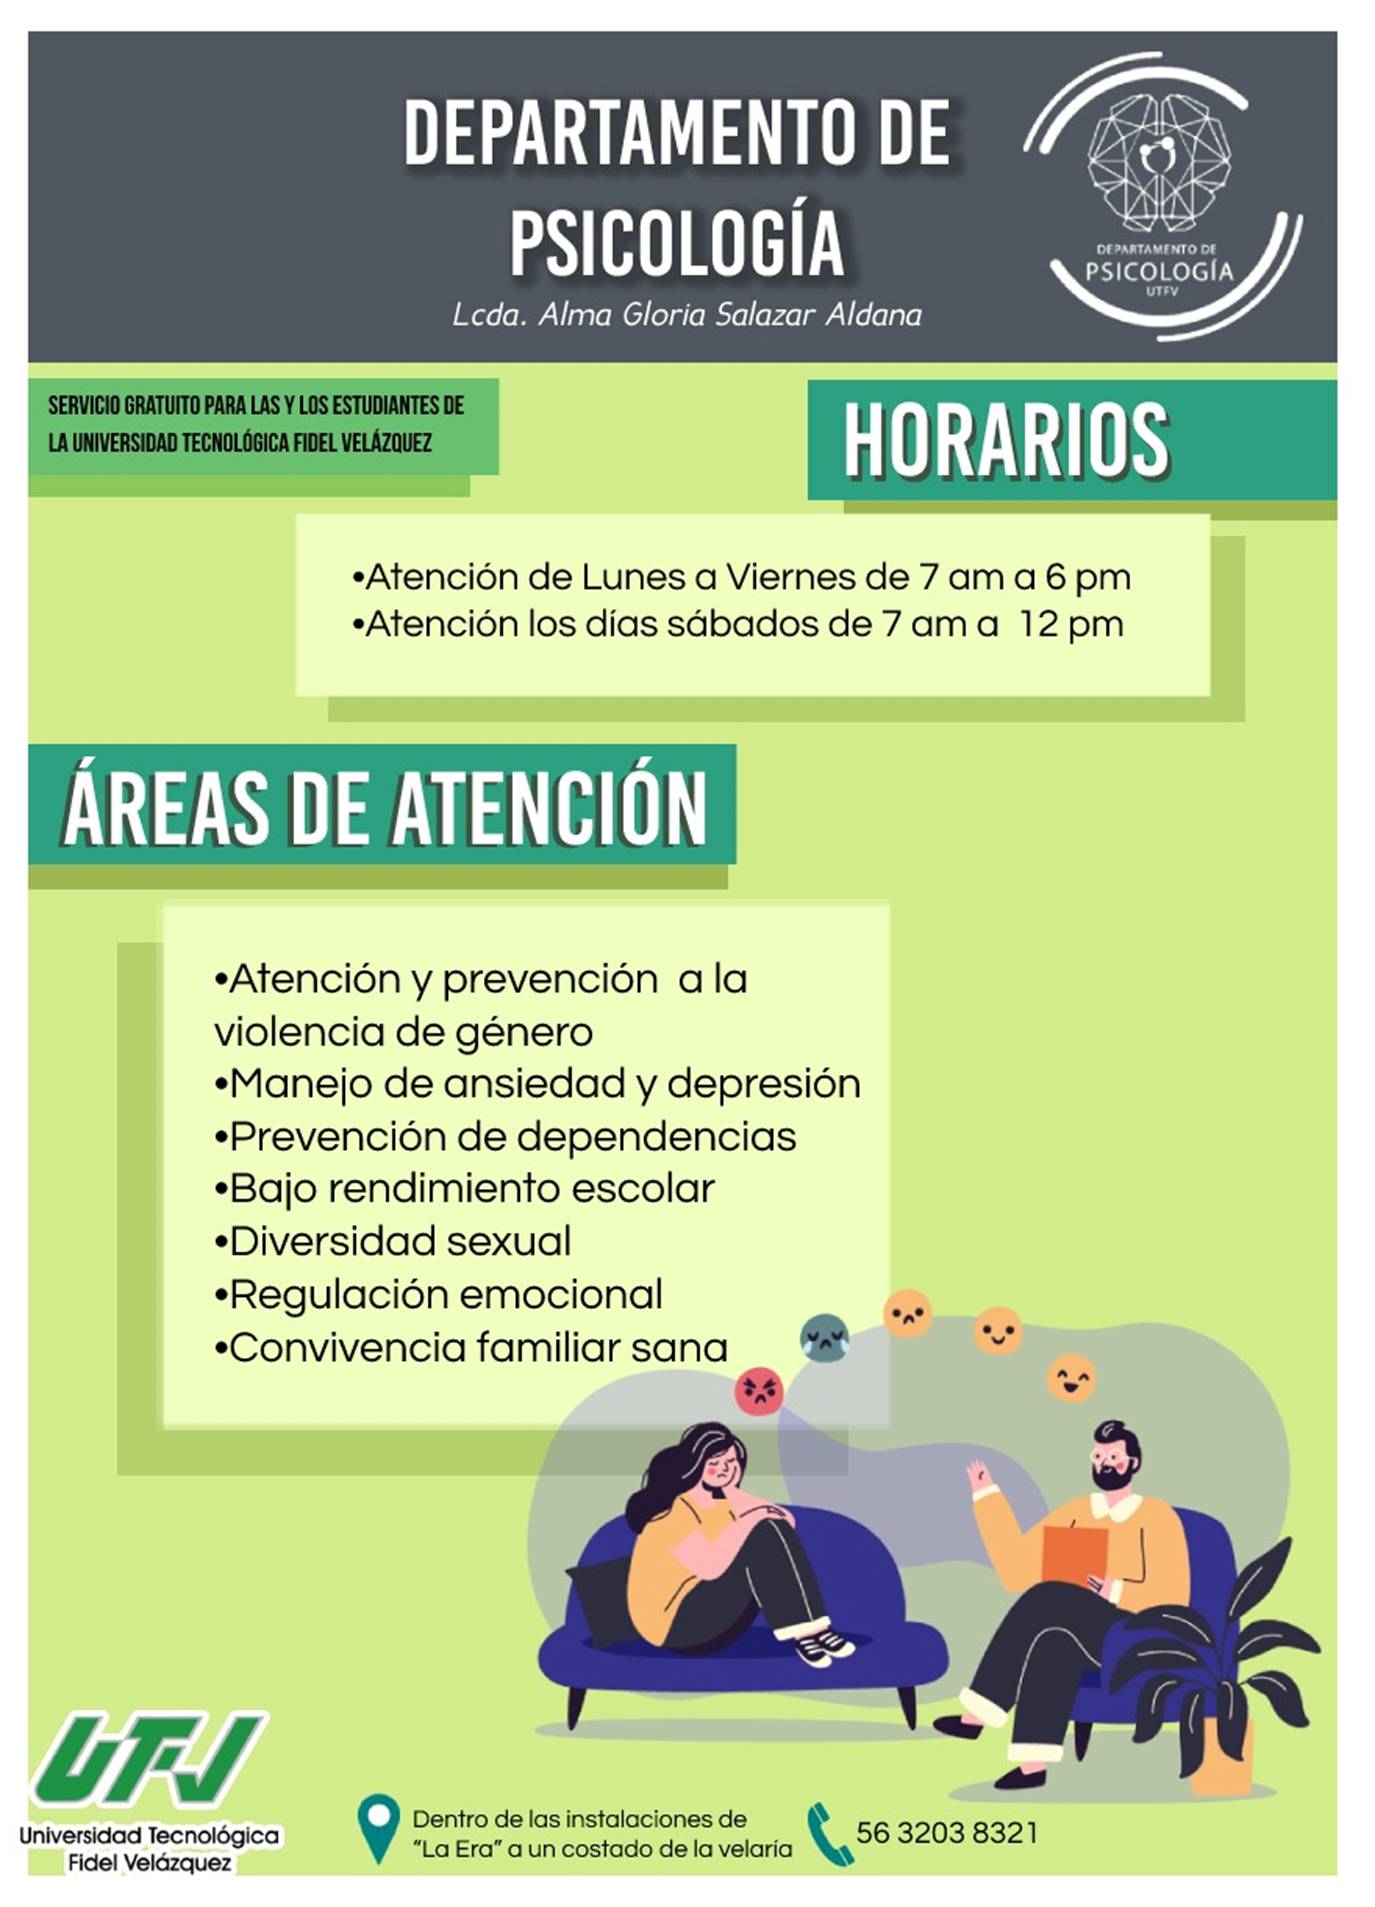 DEPARTAMENTO DE
PSICOLOGÍA
Lcda. Alma Gloria Salazar Aldana
DEPARTAMENTO DE
PSICOLOGÍA
UTFV
SERVICIO GRATUITO PARA LAS Y LOS ESTUDIANTES DE
LA UNIVERSIDAD TECNOLÓGICA FIDEL VELÁZQUEZ
HORARIOS
•Atención de Lunes a Viernes de 7 am a 6 pm
•Atención los días sábados de 7 am a 12 pm
ÁREAS DE ATENCIÓN
•Atención y prevención a la
violencia de género
•Manejo de ansiedad y depresión
•Prevención de dependencias
•Bajo rendimiento escolar
•Diversidad sexual
•Regulación emocional
•Convivencia familiar sana
UTFV
Universidad Tecnológica
Fidel Velázquez
Dentro de las instalaciones de
“La Era” a un costado de la velaría
56 3203 8321